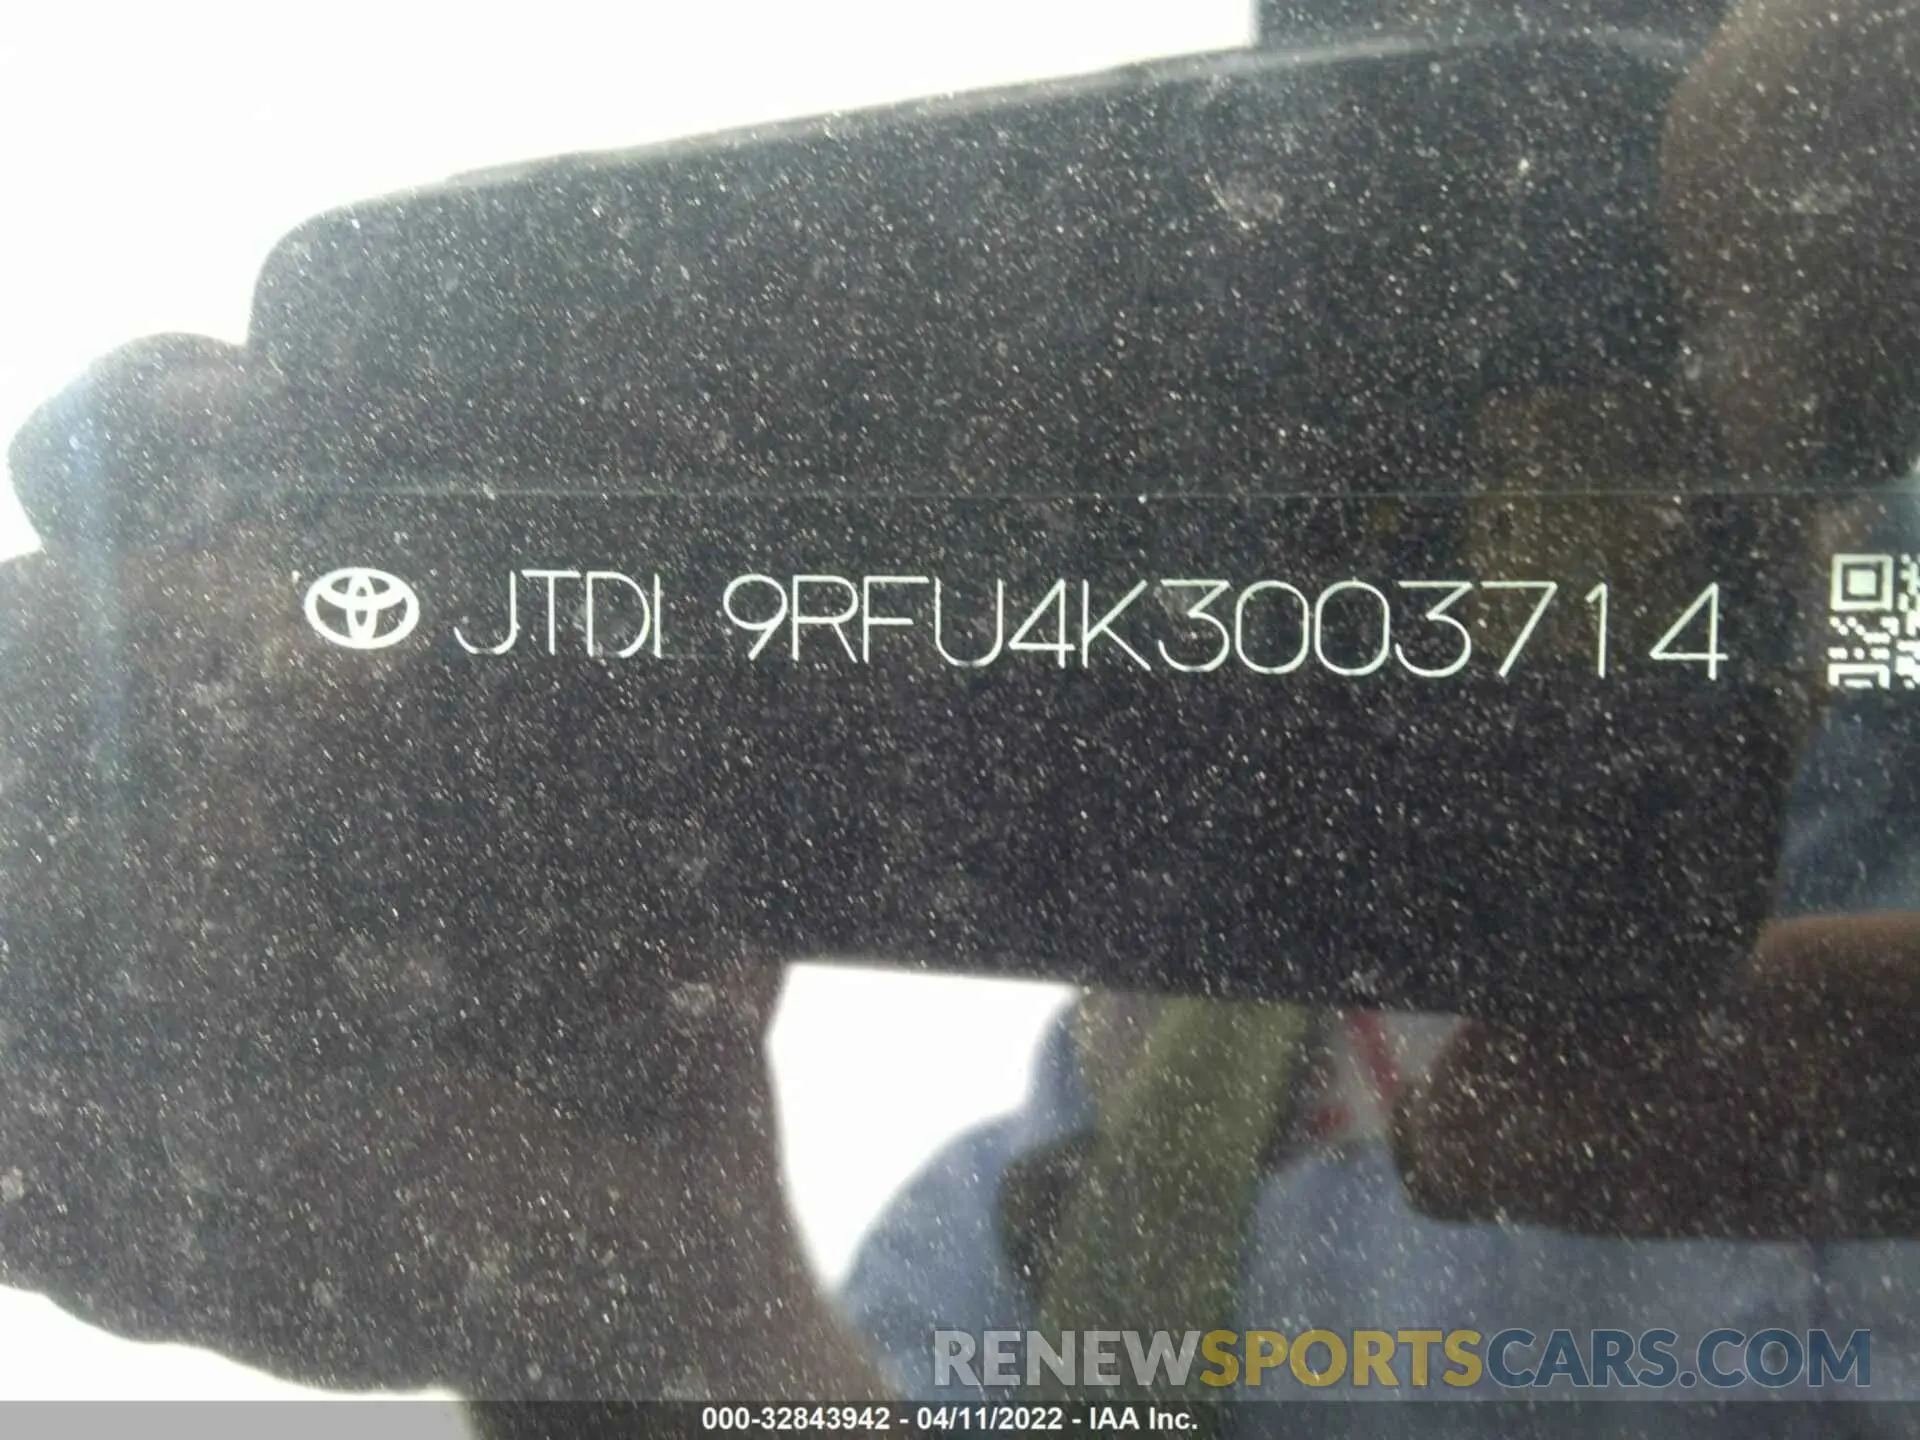 JTDL9RFU4K3003714
RENEWSPORTSCARS.COM
000-32843942 - 04/11/2022 - IAA Inc.